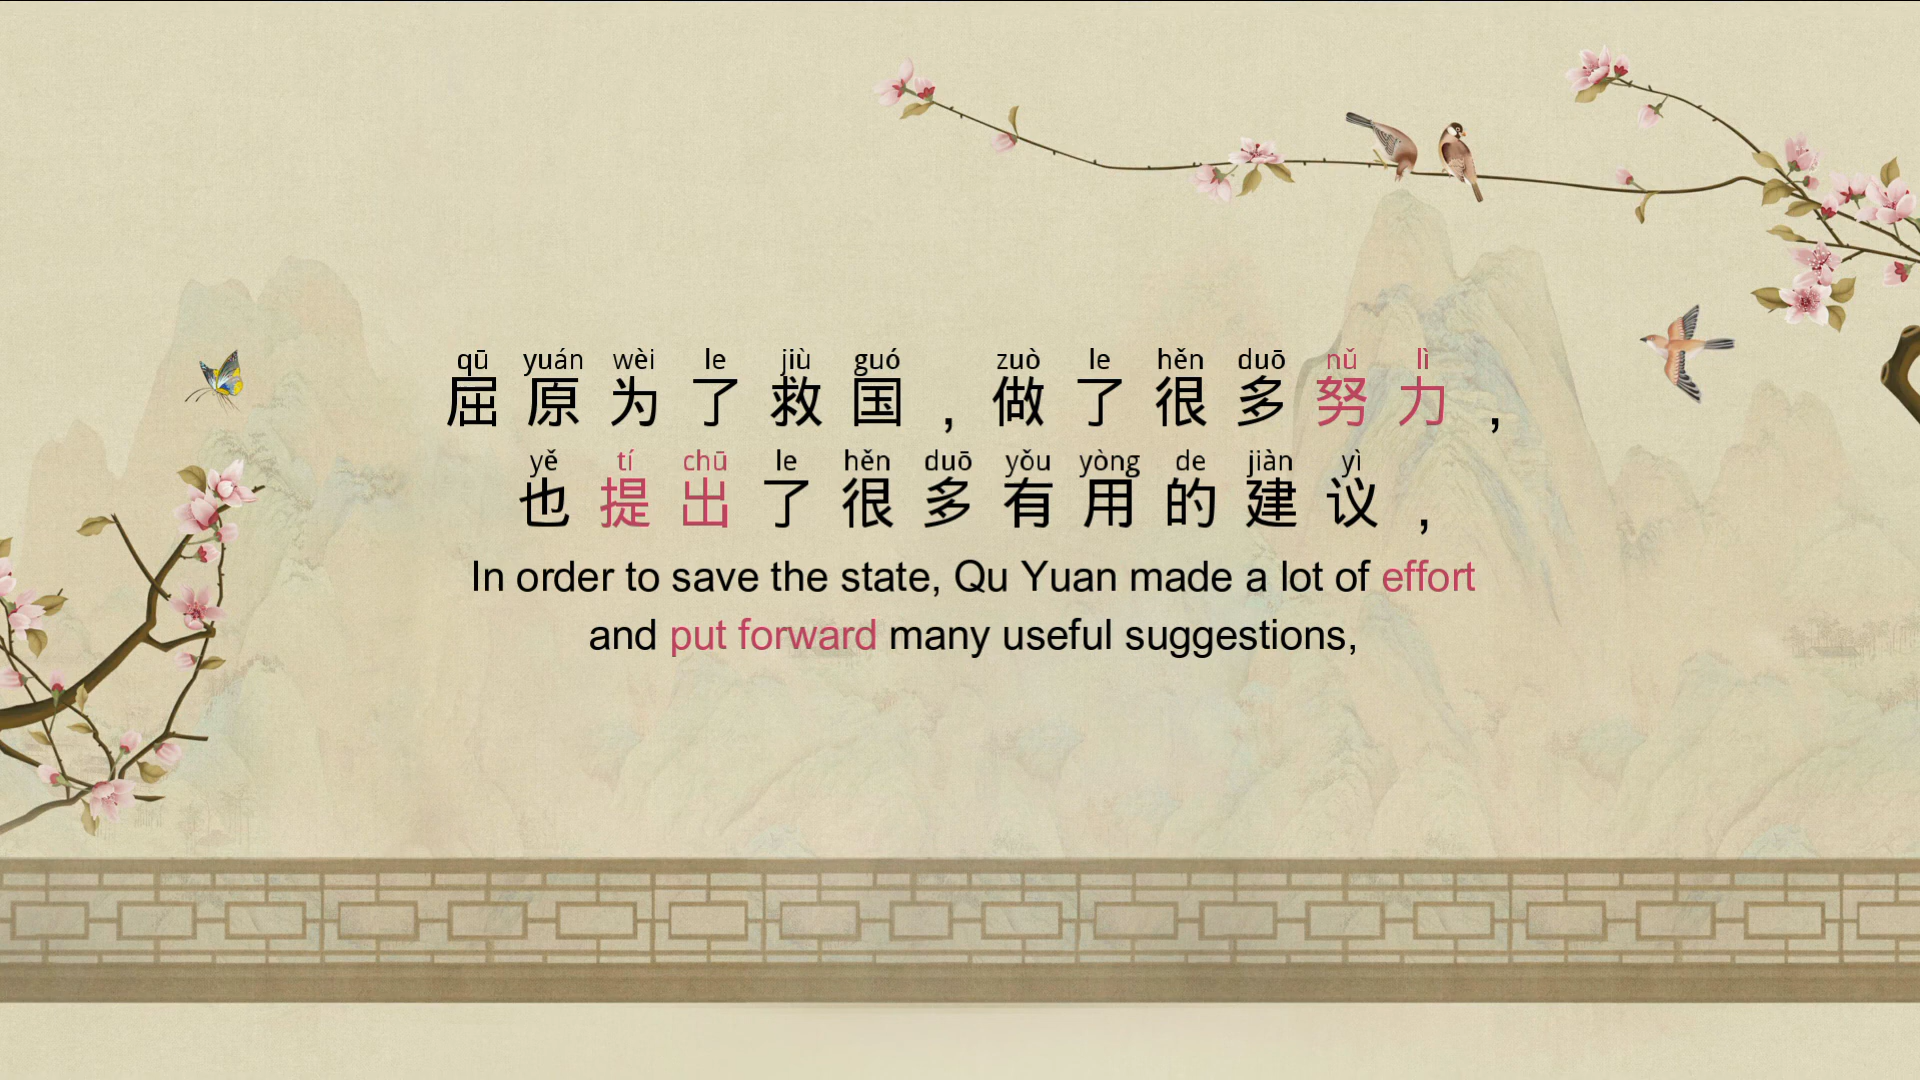 qū yuán wèi le jiù guó zuò le hěn duō nǔ lì
屈原为了救国，做了很多努力，
yě tí chū le hěn duō yǒu yòng de jiàn yì
也提出了很多有用的建议，
In order to save the state, Qu Yuan made a lot of effort
and put forward many useful suggestions,